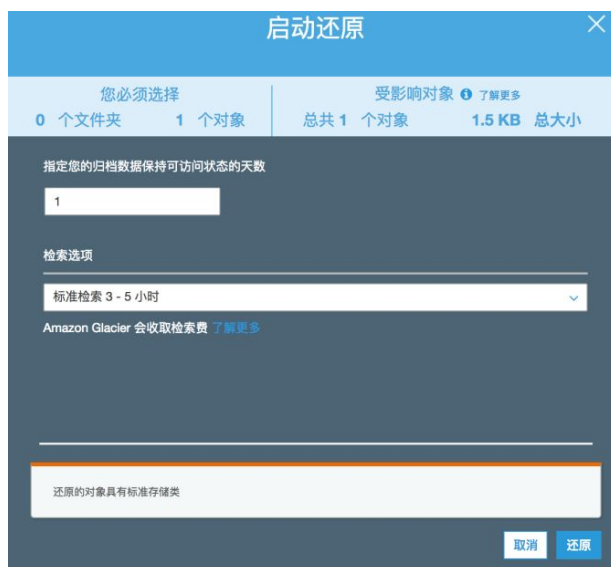 启动还原
您必须选择
0 个文件夹 1 个对象
受影响对象 了解更多
总共 1 个对象 1.5 KB 总大小
指定您的归档数据保持可访问状态的天数
1
检索选项
标准检索 3 - 5 小时
Amazon Glacier 会收取检索费 了解更多
还原的对象具有标准存储类
取消 还原